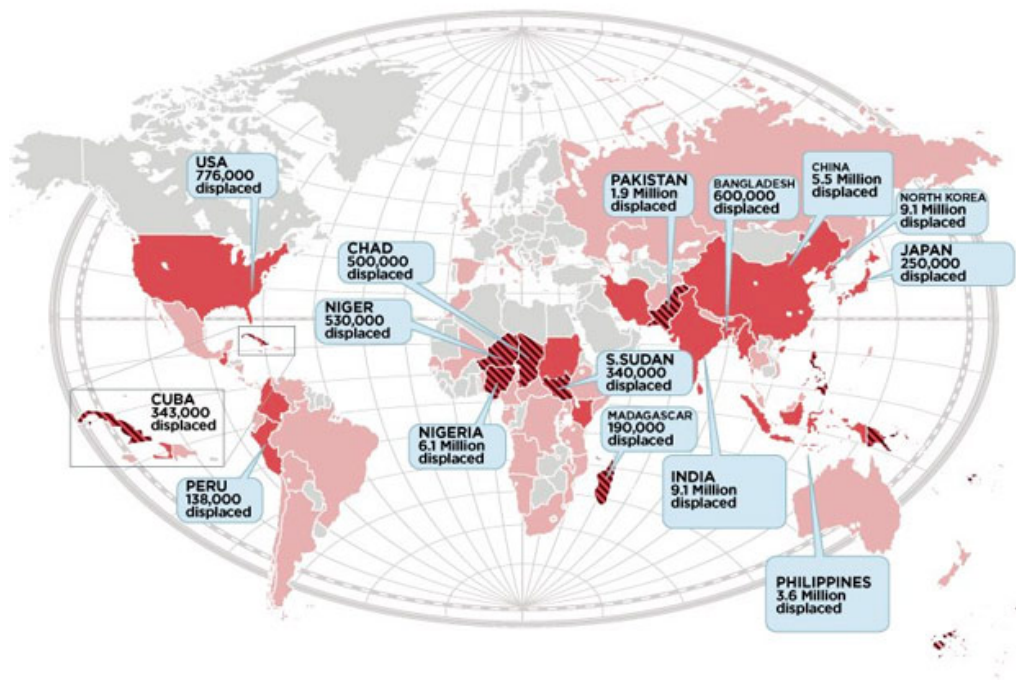 USA
776,000
displaced
PAKISTAN
1.9 Million
displaced
BANGLADESH
600,000
displaced
CHINA
5.5 Million
displaced
NORTH KOREA
9.1 Million
displaced
JAPAN
250,000
displaced
CHAD
500,000
displaced
NIGER
530,000
displaced
S.SUDAN
340,000
displaced
CUBA
343,000
displaced
NIGERIA
6.1 Million
displaced
MADAGASCAR
190,000
displaced
PERU
138,000
displaced
INDIA
9.1 Million
displaced
PHILIPPINES
3.6 Million
displaced